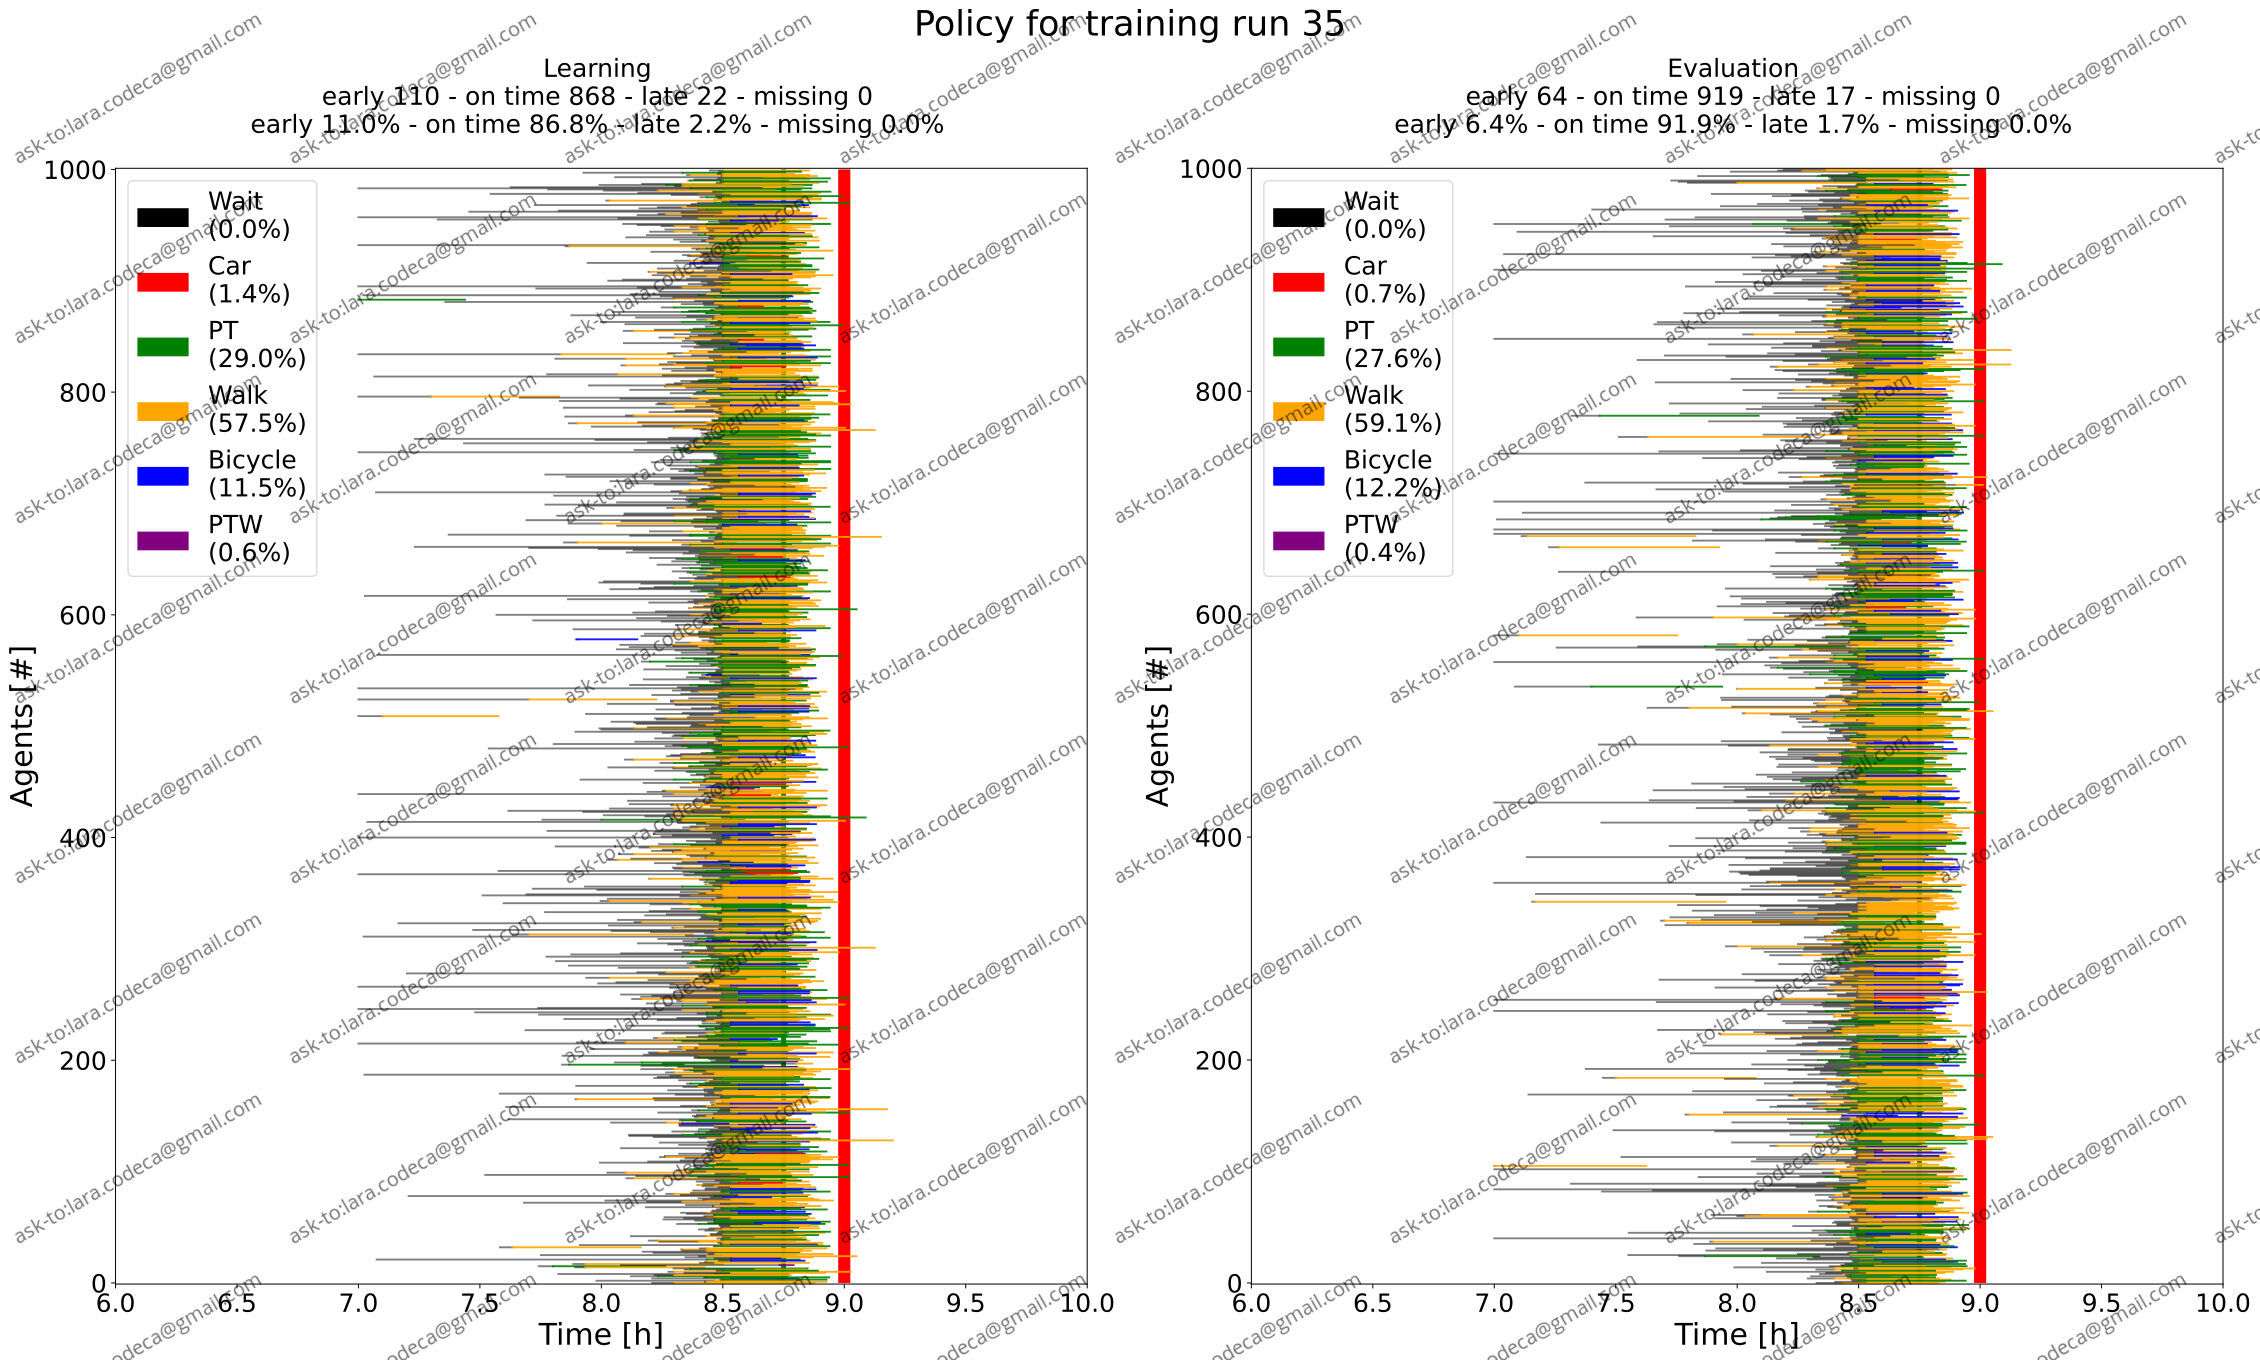 Policy for training run 35
Learning
early 110 - on time 868 - late 22 - missing 0
early 11.0% - on time 86.8% - late 2.2% - missing 0.0%
1000
800
600
400
200
0
Agents [#]
Wait
(0.0%)
Car
(1.4%)
PT
(29.0%)
Walk
(57.5%)
Bicycle
(11.5%)
PTW
(0.6%)
6.0 6.5 7.0 7.5 8.0 8.5 9.0 9.5 10.0
Time [h]
Evaluation
early 64 - on time 919 - late 17 - missing 0
early 6.4% - on time 91.9% - late 1.7% - missing 0.0%
1000
800
600
400
200
0
Agents [#]
Wait
(0.0%)
Car
(0.7%)
PT
(27.6%)
Walk
(59.1%)
Bicycle
(12.2%)
PTW
(0.4%)
6.0 6.5 7.0 7.5 8.0 8.5 9.0 9.5 10.0
Time [h]
ask-to:lara.codeca@gmail.com